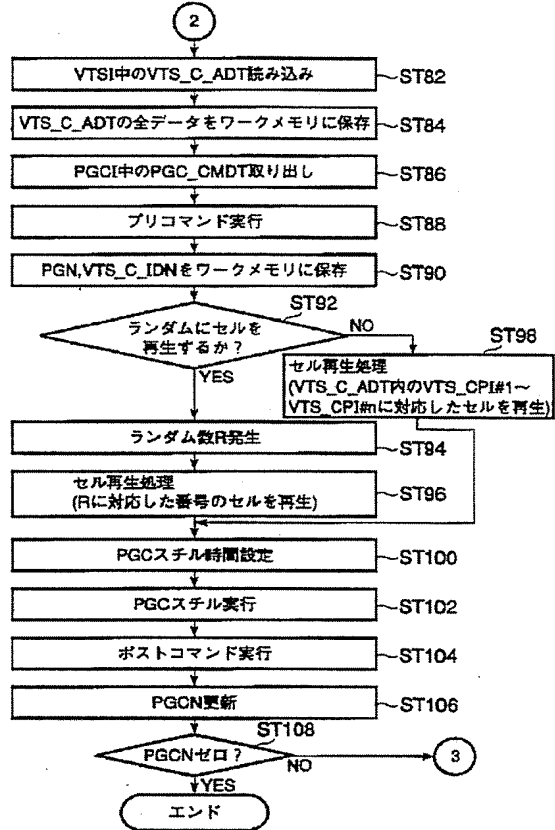 2
VTSI中のVTS_C_ADT読み込み
ST82
VTS_C_ADTの全データをワークメモリに保存
ST84
PGCI中のPGC_CMDT取り出し
ST86
プリコマンド実行
ST88
PGN,VTS_C_IDNをワークメモリに保存
ST90
ST92
ランダムにセルを
再生するか?
NO
YES
ST98
セル再生処理
(VTS_C_ADT内のVTS_CPI#1～
VTS_CPI#nに対応したセルを再生)
ランダム数R発生
ST94
セル再生処理
(Rに対応した番号のセルを再生)
ST96
PGCスチル時間設定
ST100
PGCスチル実行
ST102
ポストコマンド実行
ST104
PGCN更新
ST106
ST108
PGCNゼロ?
NO
3
YES
エンド